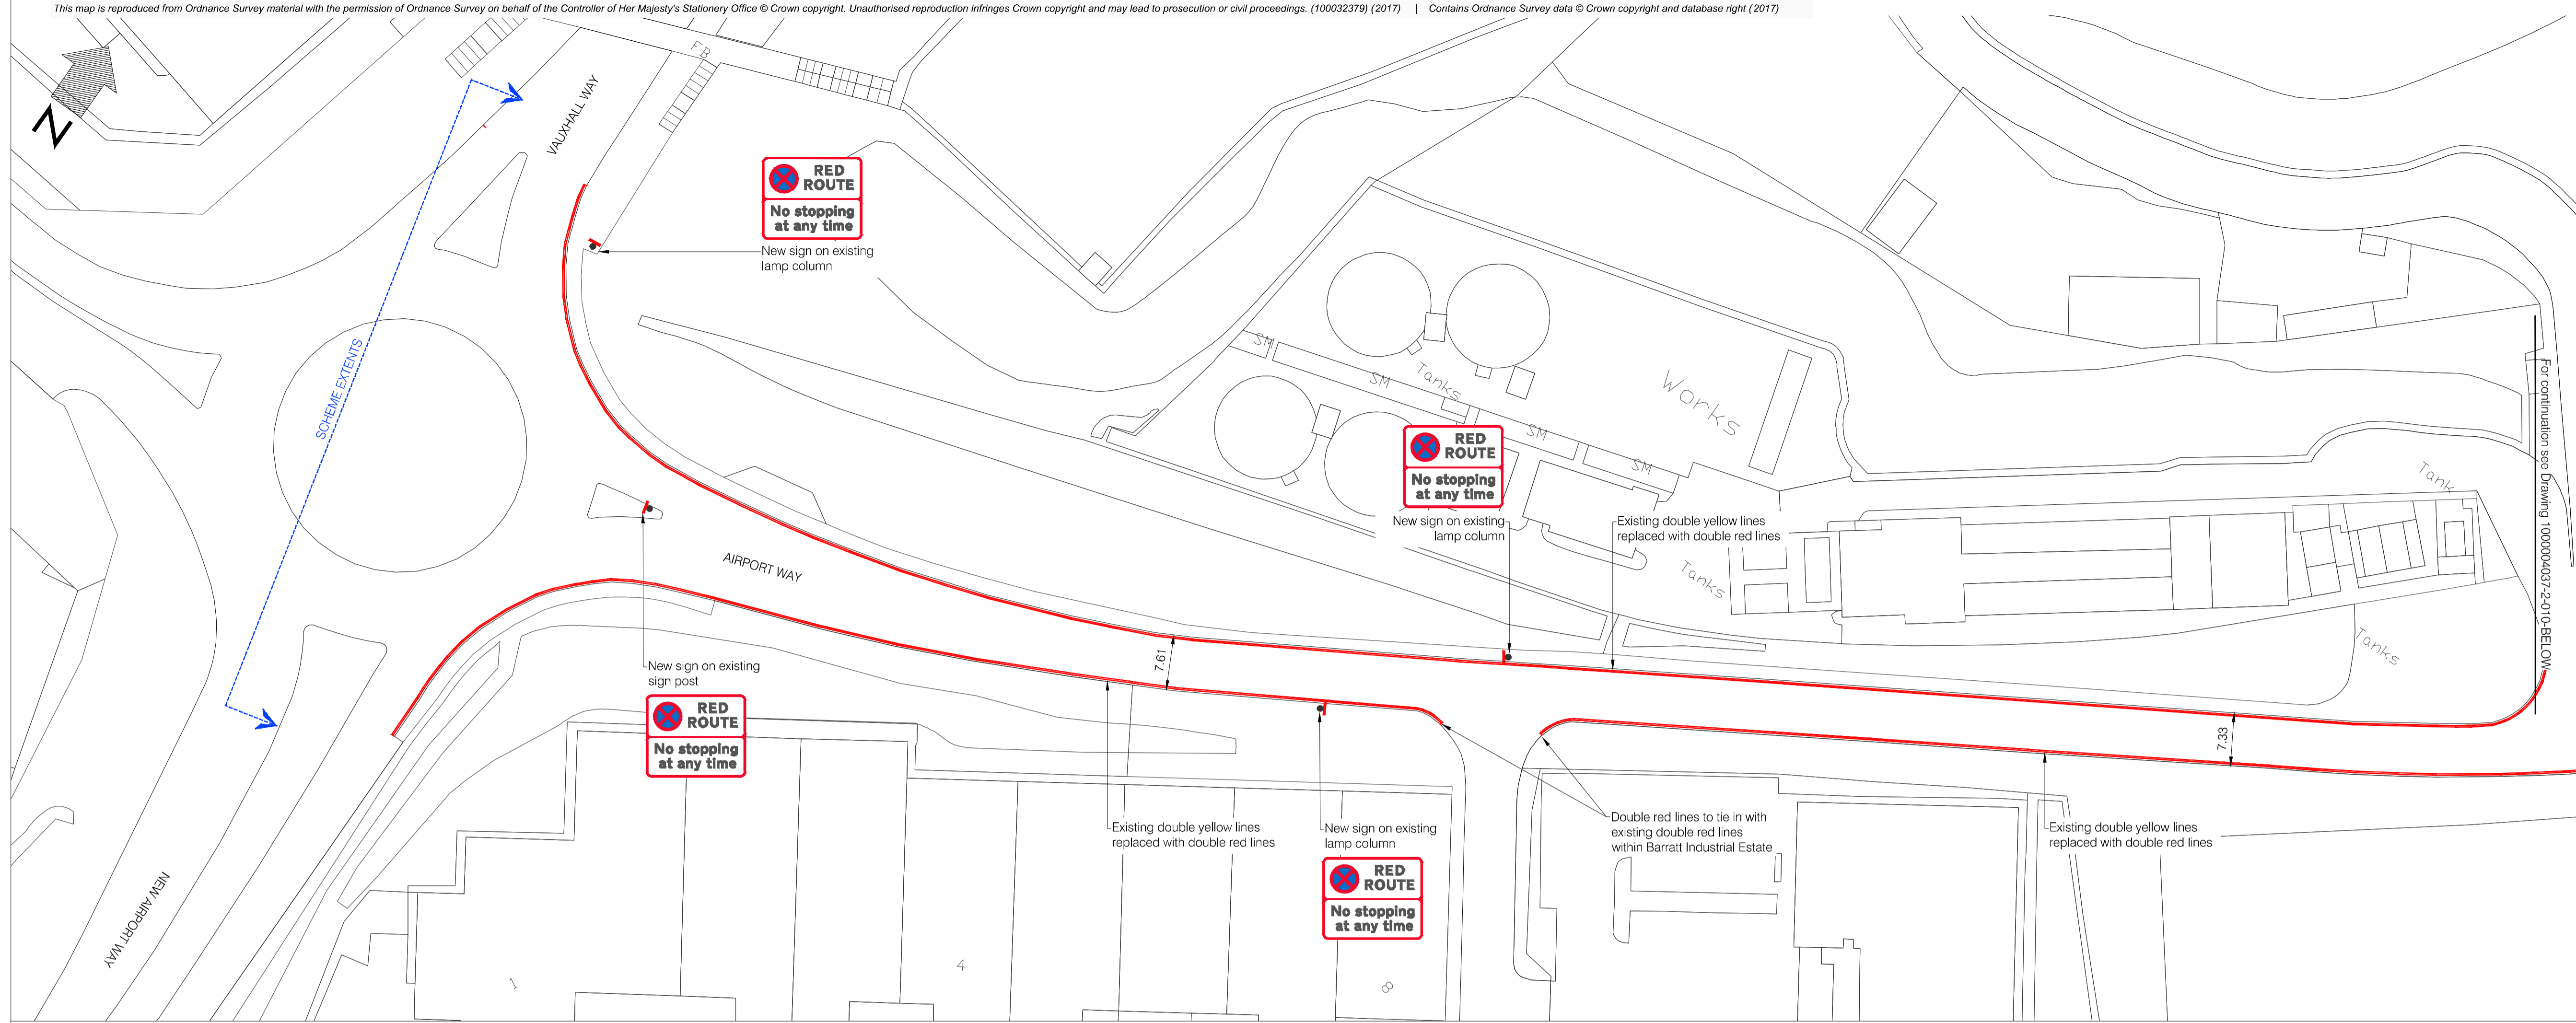 This map is reproduced from Ordnance Survey material with the permission of Ordnance Survey on behalf of the Controller of Her Majesty's Stationery Office © Crown copyright. Unauthorised reproduction infringes Crown copyright and may lead to prosecution or civil proceedings. (100032379) (2017) | Contains Ordnance Survey data © Crown copyright and database right (2017)
N
FB
VAUXHALL WAY
RED
ROUTE
No stopping
at any time
New sign on existing
lamp column
SCHEME EXTENTS
SM
Tanks
SM
Works
SM
SM
RED
ROUTE
No stopping
at any time
New sign on existing
lamp column
Existing double yellow lines
replaced with double red lines
Tanks
Tank
For continuation see Drawing 1000004037-2-010-BELOW
Tanks
AIRPORT WAY
New sign on existing
sign post
RED
ROUTE
No stopping
at any time
7.61
7.33
Existing double yellow lines
replaced with double red lines
New sign on existing
lamp column
RED
ROUTE
No stopping
at any time
Double red lines to tie in with
existing double red lines
within Barratt Industrial Estate
Existing double yellow lines
replaced with double red lines
NEW AIRPORT WAY
1
4
8